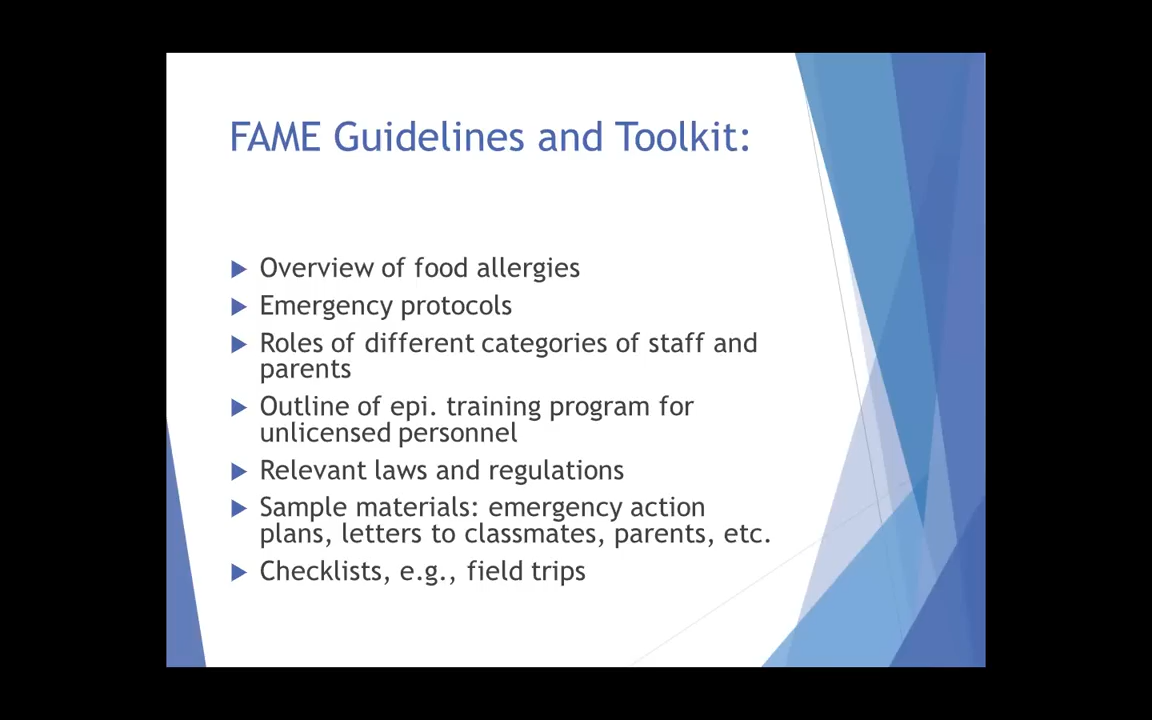 FAME Guidelines and Toolkit:
Overview of food allergies
Emergency protocols
Roles of different categories of staff and
parents
Outline of epi. training program for
unlicensed personnel
Relevant laws and regulations
Sample materials: emergency action
plans, letters to classmates, parents, etc.
Checklists, e.g., field trips